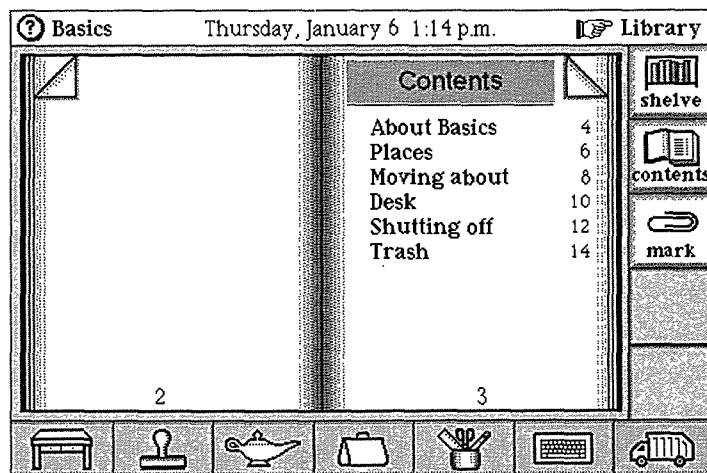 ? Basics Thursday, January 6 1:14 p.m. Library
Contents
About Basics 4
Places 6
Moving about 8
Desk 10
Shutting off 12
Trash 14
2 3
shelve
contents
mark